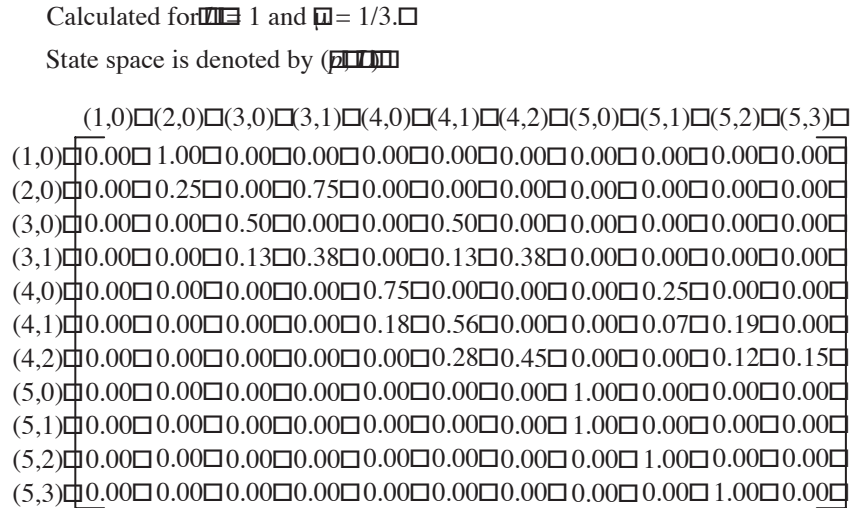 Calculated for = 1 and μ = 1/3.
State space is denoted by (
(1,0) (2,0) (3,0) (3,1) (4,0) (4,1) (4,2) (5,0) (5,1) (5,2) (5,3)
(1,0) 0.00 1.00 0.00 0.00 0.00 0.00 0.00 0.00 0.00 0.00 0.00
(2,0) 0.00 0.25 0.00 0.75 0.00 0.00 0.00 0.00 0.00 0.00 0.00
(3,0) 0.00 0.00 0.50 0.00 0.00 0.50 0.00 0.00 0.00 0.00 0.00
(3,1) 0.00 0.00 0.13 0.38 0.00 0.13 0.38 0.00 0.00 0.00 0.00
(4,0) 0.00 0.00 0.00 0.00 0.75 0.00 0.00 0.00 0.25 0.00 0.00
(4,1) 0.00 0.00 0.00 0.00 0.18 0.56 0.00 0.00 0.07 0.19 0.00
(4,2) 0.00 0.00 0.00 0.00 0.00 0.28 0.45 0.00 0.00 0.12 0.15
(5,0) 0.00 0.00 0.00 0.00 0.00 0.00 0.00 1.00 0.00 0.00 0.00
(5,1) 0.00 0.00 0.00 0.00 0.00 0.00 0.00 1.00 0.00 0.00 0.00
(5,2) 0.00 0.00 0.00 0.00 0.00 0.00 0.00 0.00 1.00 0.00 0.00
(5,3) 0.00 0.00 0.00 0.00 0.00 0.00 0.00 0.00 0.00 1.00 0.00